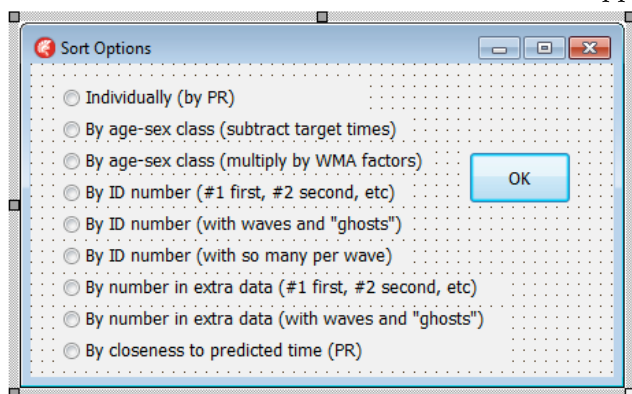 Sort Options
Individually (by PR)
By age-sex class (subtract target times)
By age-sex class (multiply by WMA factors)
OK
By ID number (#1 first, #2 second, etc)
By ID number (with waves and "ghosts")
By ID number (with so many per wave)
By number in extra data (#1 first, #2 second, etc)
By number in extra data (with waves and "ghosts")
By closeness to predicted time (PR)